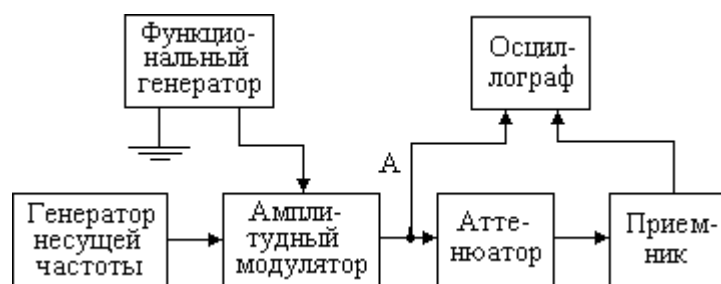 Функцио-
нальный
генератор
Осцил-
лограф
А
Генератор
несущей
частоты
Ампли-
тудный
модулятор
Атте-
нюатор
Прием-
ник